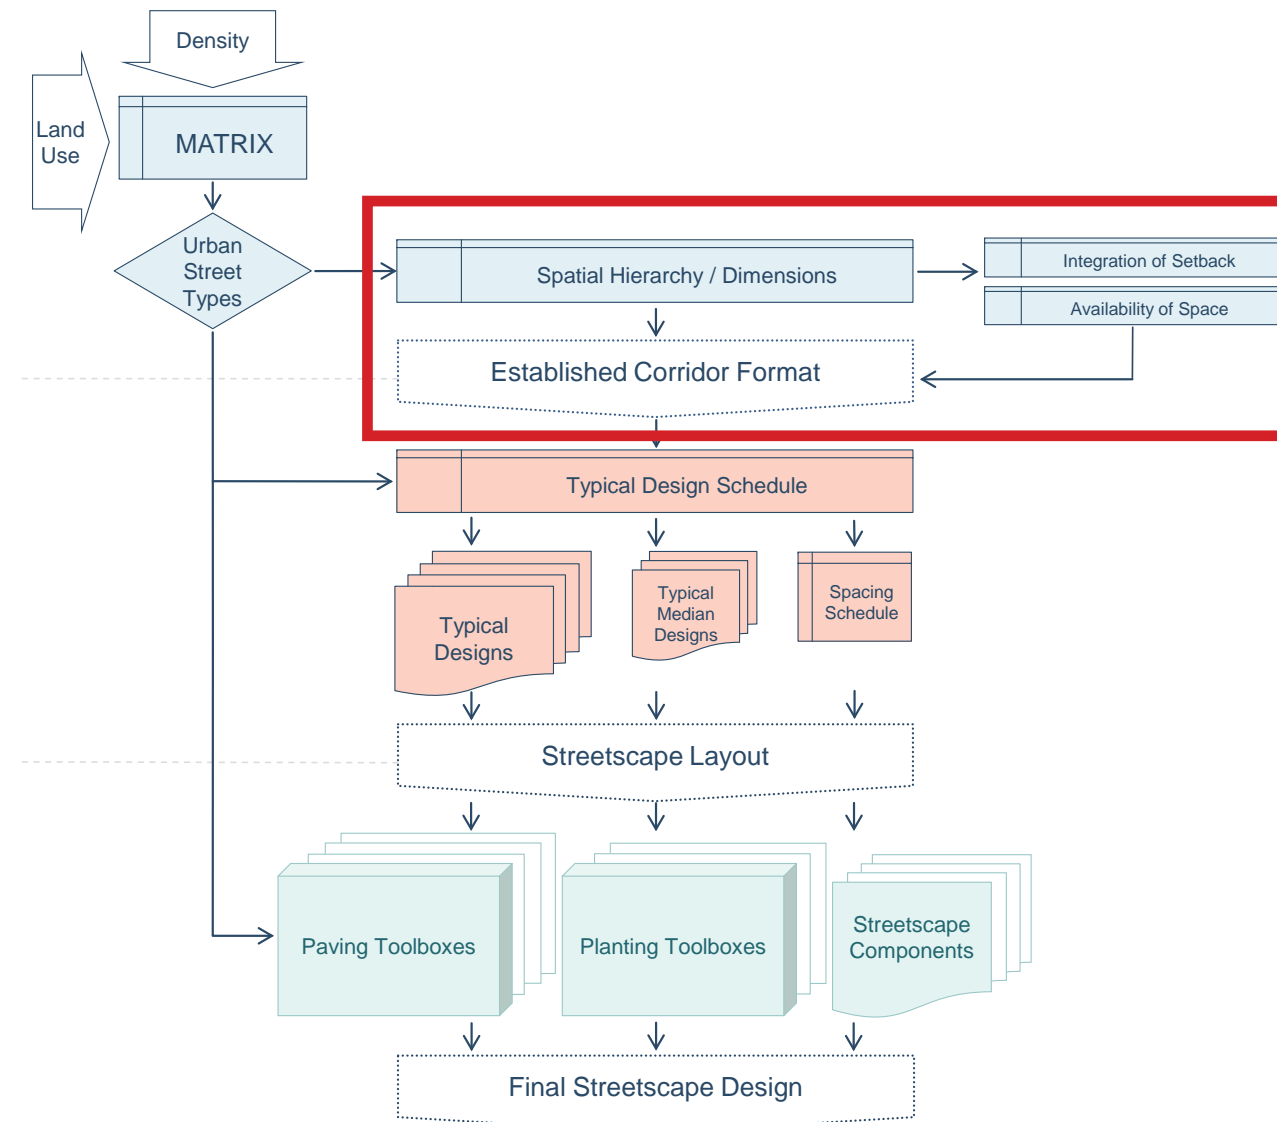 Density
Land
Use
MATRIX
Urban
Street
Types
Spatial Hierarchy / Dimensions
Integration of Setback
Availability of Space
Established Corridor Format
Typical Design Schedule
Typical
Designs
Typical
Median
Designs
Spacing
Schedule
Streetscape Layout
Paving Toolboxes
Planting Toolboxes
Streetscape
Components
Final Streetscape Design